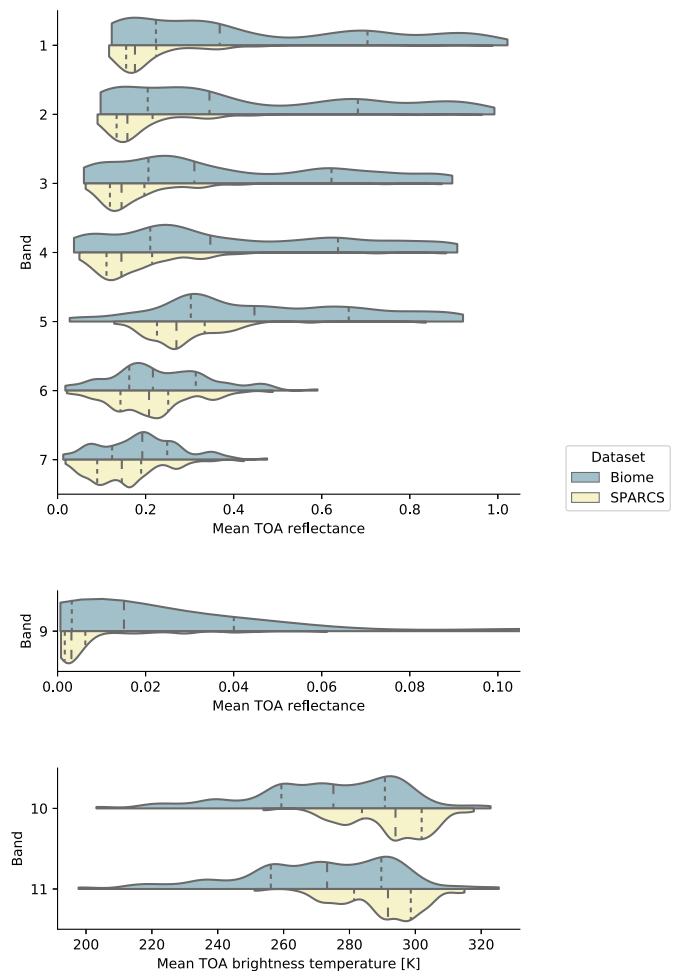 1
2
3
4
5
6
7
Band
0.0 0.2 0.4 0.6 0.8 1.0
Mean TOA reflectance
Dataset
Biome
SPARCS
9
Band
0.00 0.02 0.04 0.06 0.08 0.10
Mean TOA reflectance
10
11
Band
200 220 240 260 280 300 320
Mean TOA brightness temperature [K]